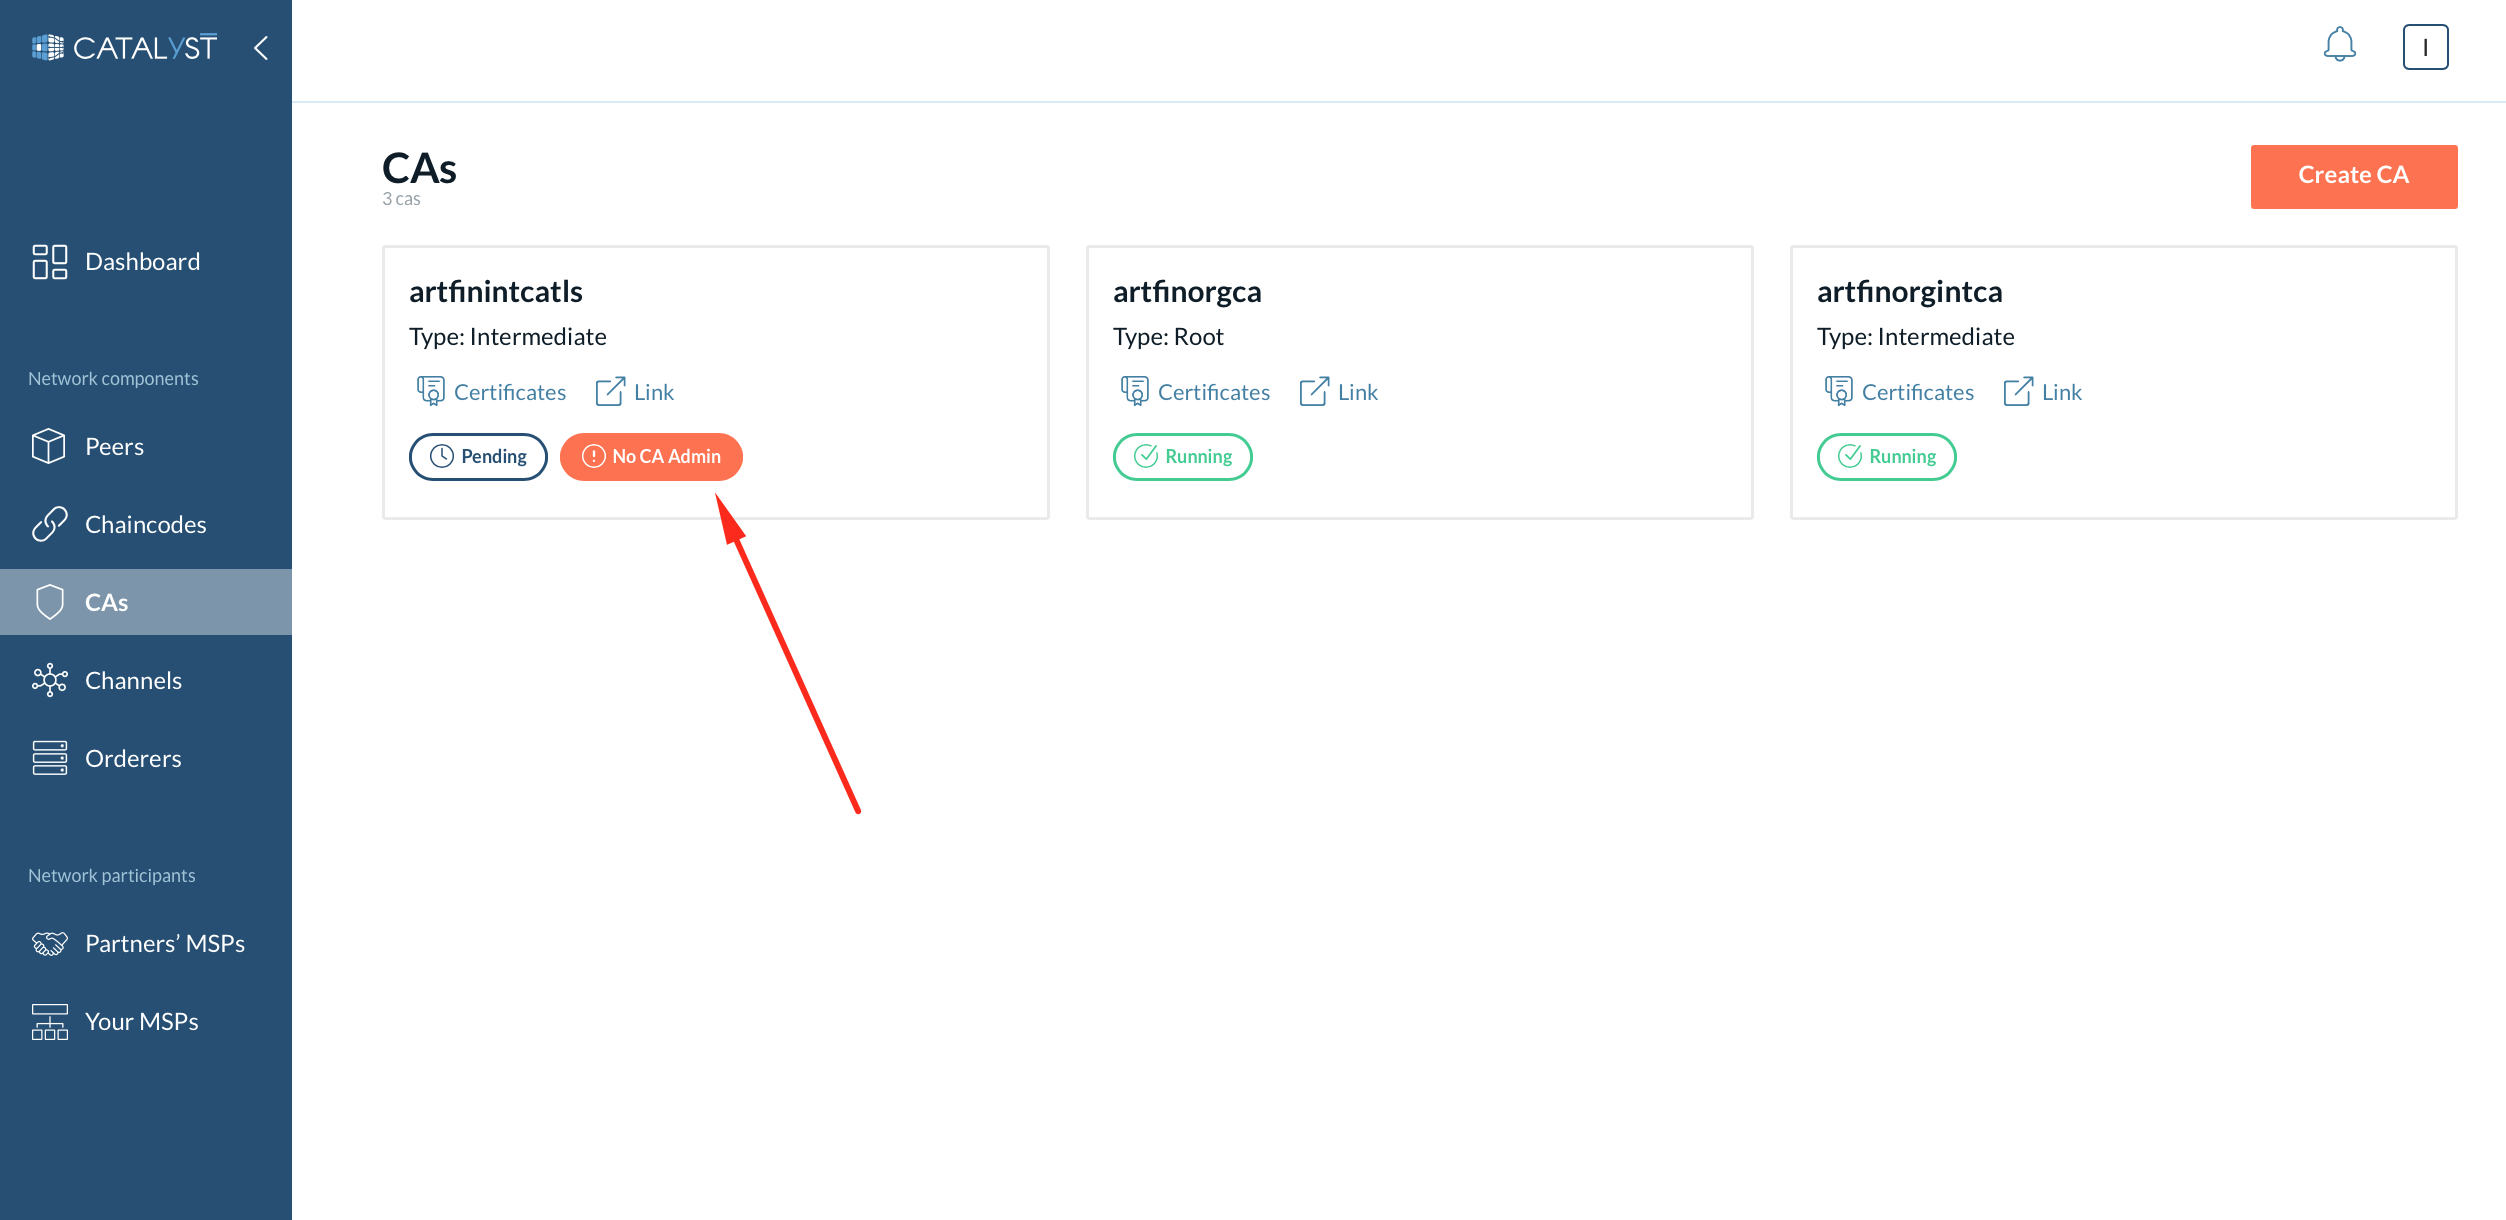 CATALYST
I
Dashboard
Network components
Peers
Chaincodes
CAs
Channels
Orderers
Network participants
Partners’ MSPs
Your MSPs
CAs
3 cas
Create CA
artfinintcatls
Type: Intermediate
Certificates Link
Pending No CA Admin
artfinorgca
Type: Root
Certificates Link
Running
artfinorgintca
Type: Intermediate
Certificates Link
Running